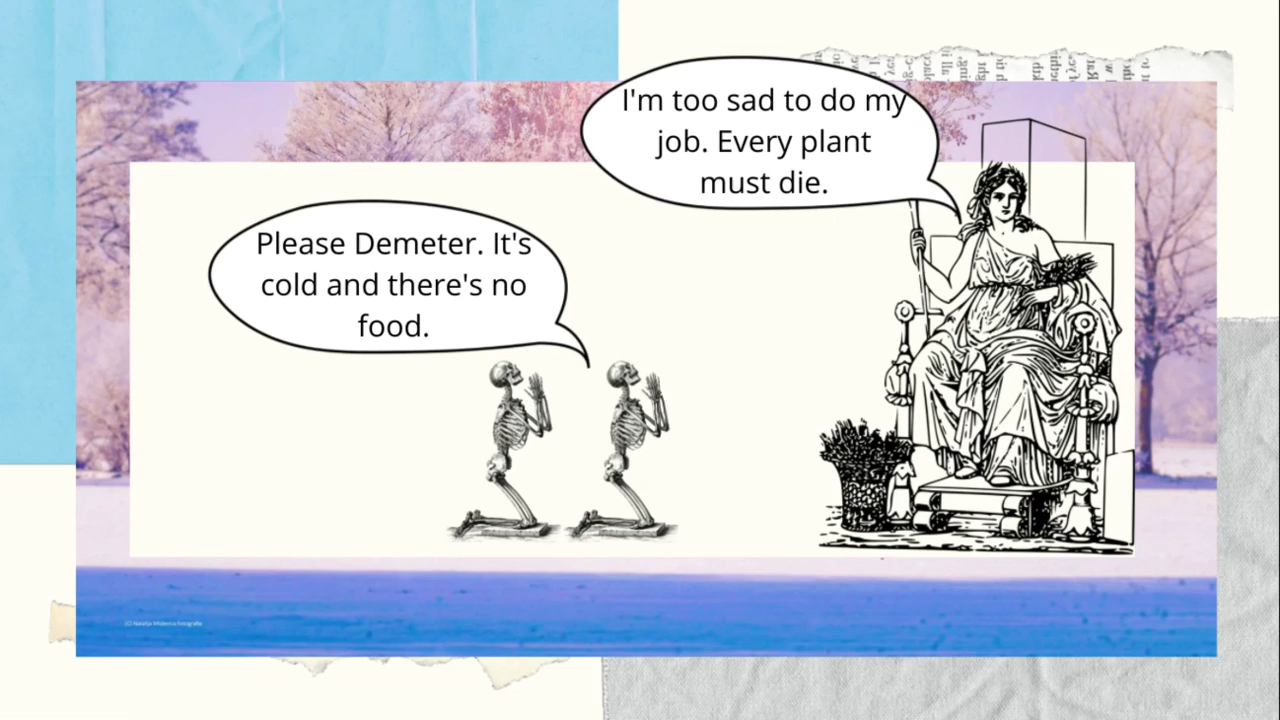 I'm too sad to do my
job. Every plant
must die.
Please Demeter. It's
cold and there's no
food.